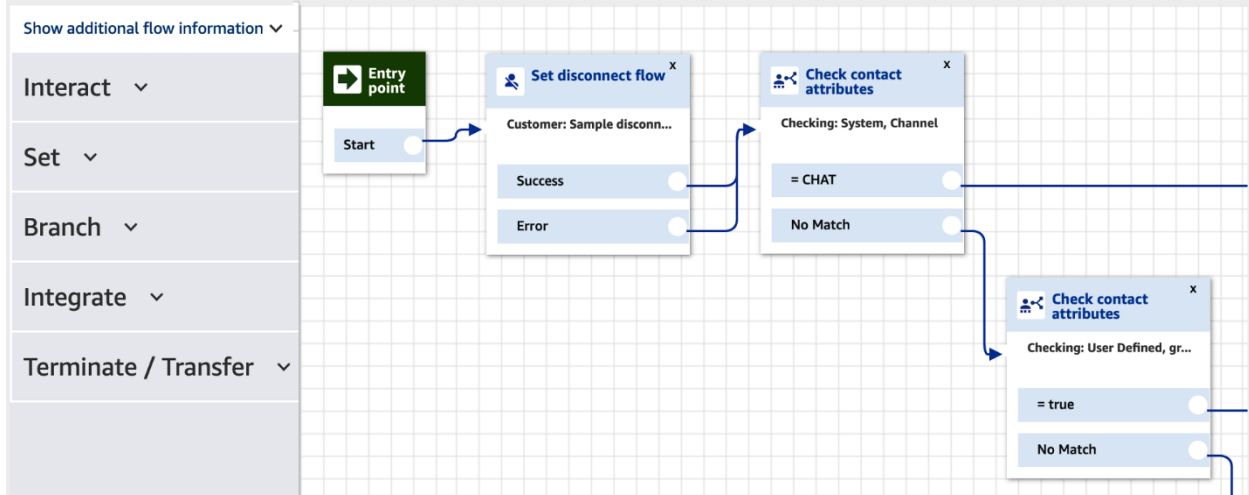 Show additional flow information
Interact
Set
Branch
Integrate
Terminate / Transfer
Entry
point
Start
Set disconnect flow
x
Customer: Sample disconn...
Success
Error
Check contact
attributes
x
Checking: System, Channel
= CHAT
No Match
Check contact
attributes
x
Checking: User Defined, gr...
= true
No Match